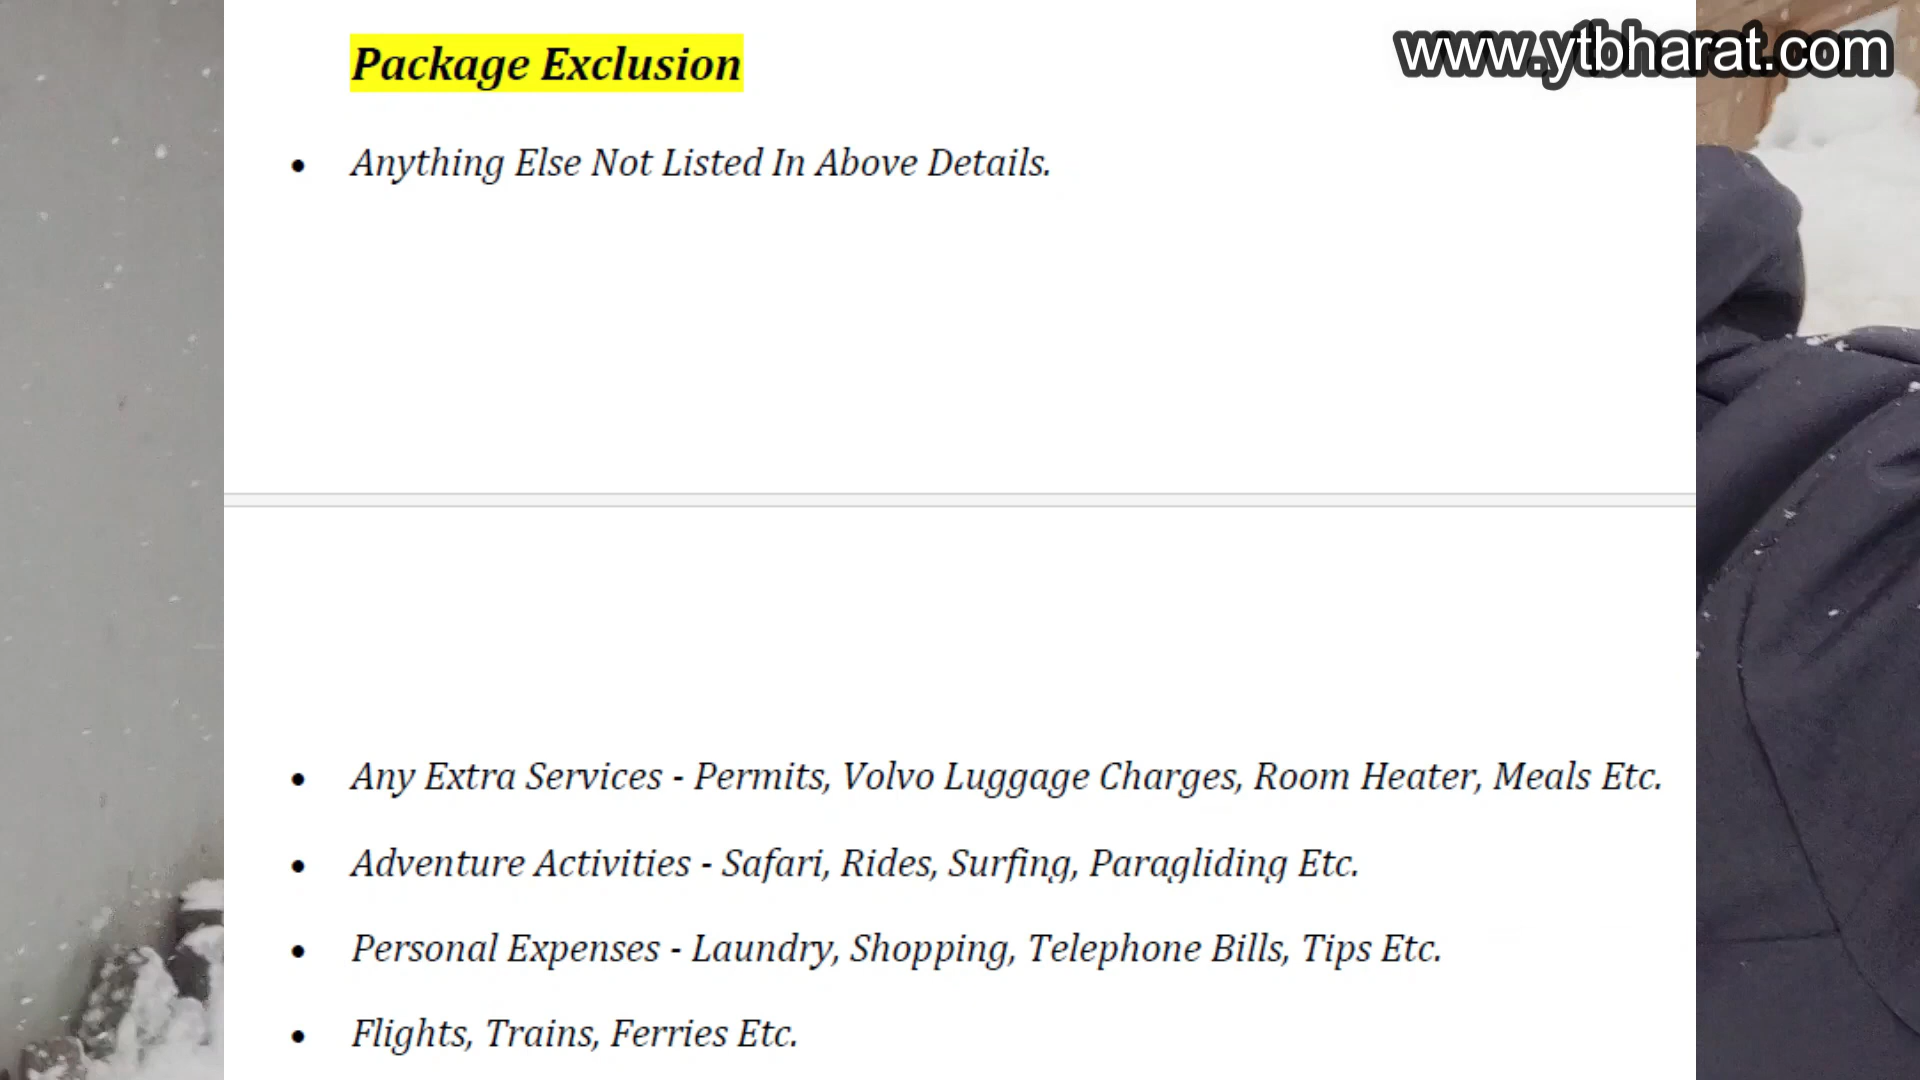 www.ytbharat.com
Package Exclusion
• Anything Else Not Listed In Above Details.
• Any Extra Services - Permits, Volvo Luggage Charges, Room Heater, Meals Etc.
• Adventure Activities - Safari, Rides, Surfing, Paragliding Etc.
• Personal Expenses - Laundry, Shopping, Telephone Bills, Tips Etc.
• Flights, Trains, Ferries Etc.